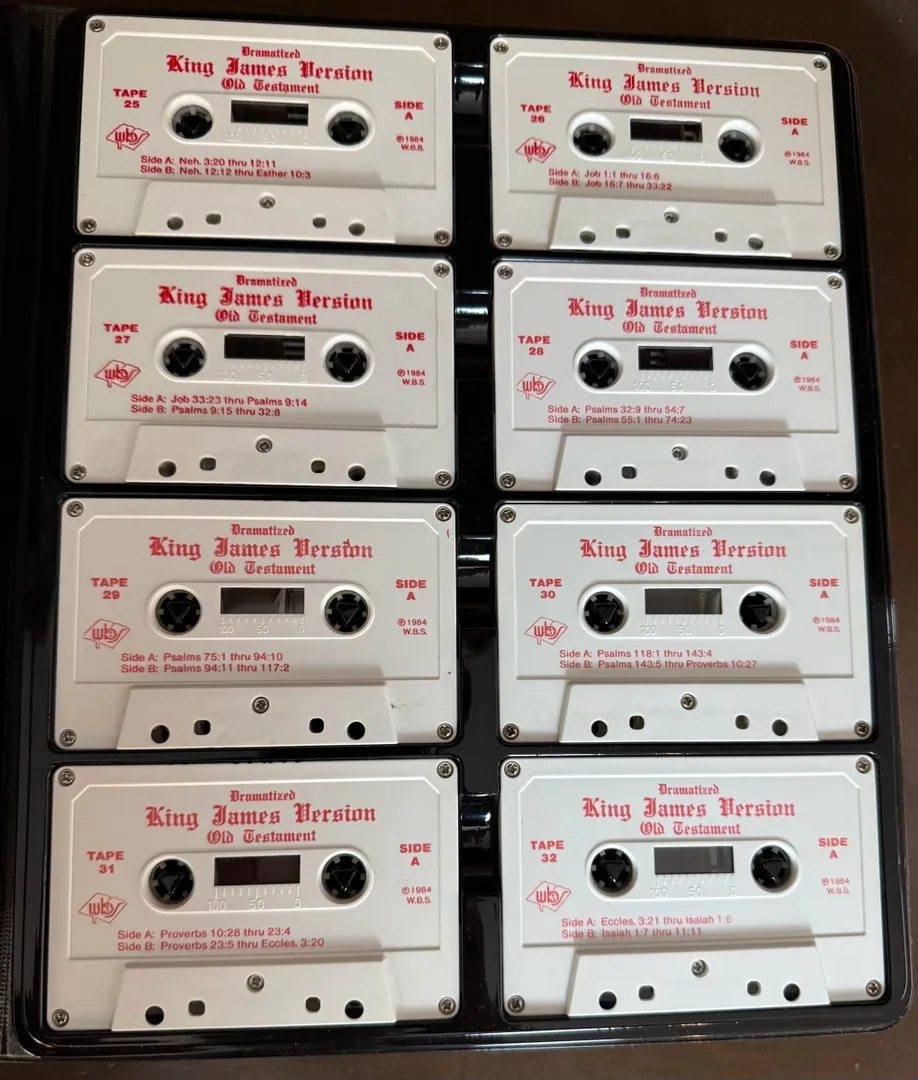 Dramatized
King James Version
Old Testament
TAPE
25
SIDE
A
wbs
℗1984
W.B.S.
Side A: Neh. 3:20 thru 12:11
Side B: Neh. 12:12 thru Esther 10:3
100 50 0
Dramatized
King James Version
Old Testament
TAPE
26
SIDE
A
wbs
℗1984
W.B.S.
Side A: Job 1:1 thru 16:6
Side B: Job 16:7 thru 33:22
50 0
Dramatized
King James Version
Old Testament
TAPE
27
SIDE
A
wbs
℗1984
W.B.S.
100 50 0
Side A: Job 33:23 thru Psalms 9:14
Side B: Psalms 9:15 thru 32:8
Dramatized
King James Version
Old Testament
TAPE
28
SIDE
A
wbs
℗1984
W.B.S.
100 50 0
Side A: Psalms 32:9 thru 54:7
Side B: Psalms 55:1 thru 74:23
Dramatized
King James Version
Old Testament
TAPE
29
SIDE
A
wbs
℗1984
W.B.S.
100 50 0
Side A: Psalms 75:1 thru 94:10
Side B: Psalms 94:11 thru 117:2
Dramatized
King James Version
Old Testament
TAPE
30
SIDE
A
wbs
℗1984
W.B.S.
100 50 0
Side A: Psalms 118:1 thru 143:4
Side B: Psalms 143:5 thru Proverbs 10:27
Dramatized
King James Version
Old Testament
TAPE
31
SIDE
A
wbs
℗1984
W.B.S.
100 50 0
Side A: Proverbs 10:28 thru 23:4
Side B: Proverbs 23:5 thru Eccles. 3:20
Dramatized
King James Version
Old Testament
TAPE
32
SIDE
A
wbs
℗1984
W.B.S.
100 50 0
Side A: Eccles. 3:21 thru Isaiah 1:6
Side B: Isaiah 1:7 thru 11:11